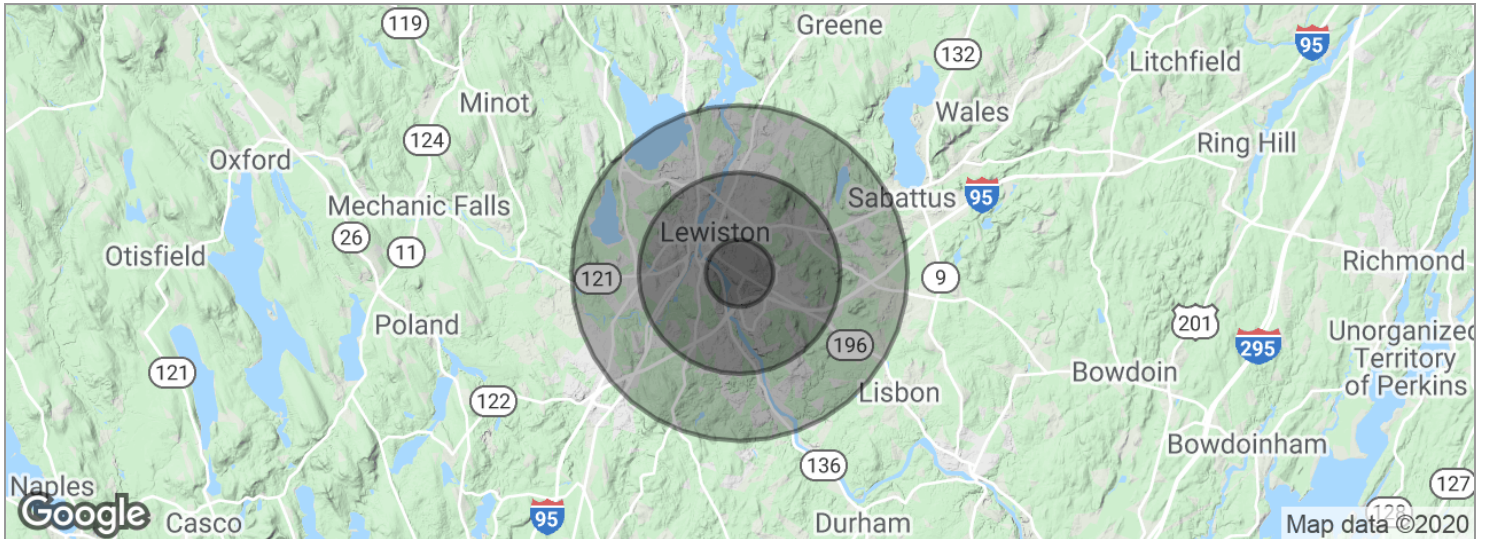 119
Greene
132
95
Litchfield
Minot
Wales
124
Ring Hill
Oxford
Sabattus
95
Mechanic Falls
Lewiston
26
11
Otisfield
121
9
Richmond
Poland
201
295
Unorganized
Territory
of Perkins
196
121
Bowdoin
122
Lisbon
Bowdoinham
136
Naples
127
Google
Casco
95
Durham
128
Map data ©2020